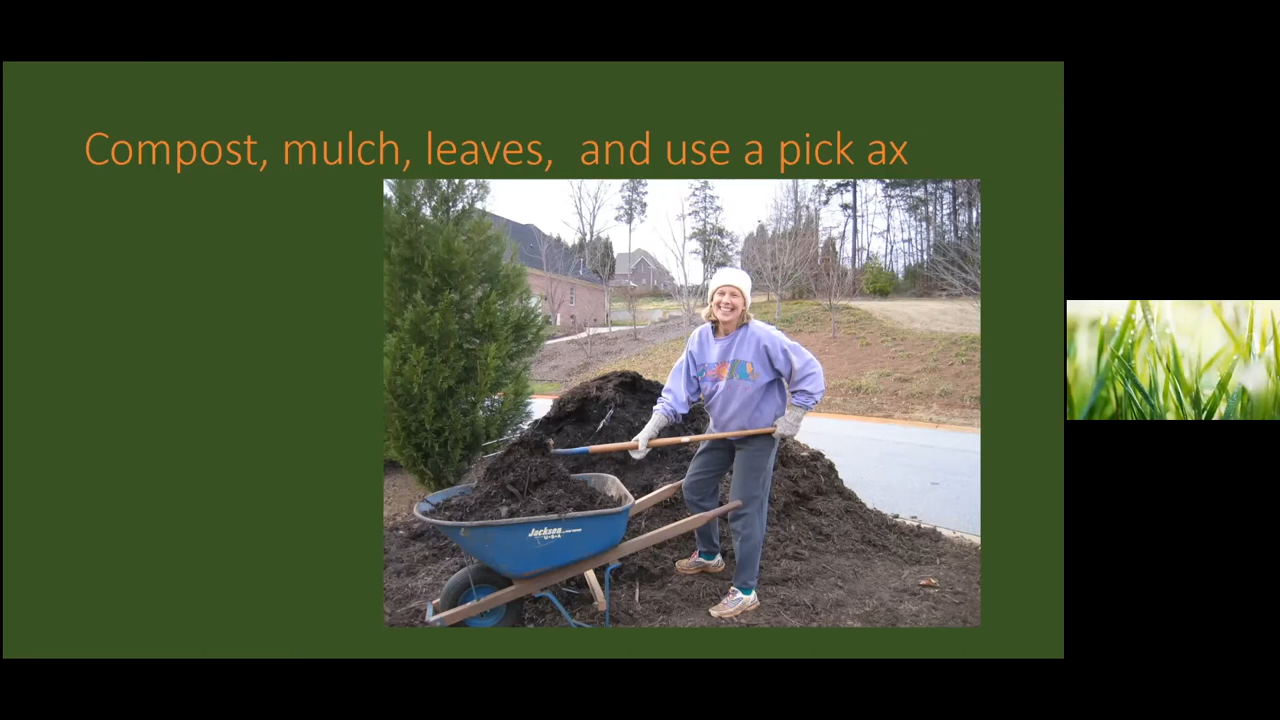 Compost, mulch, leaves,  and use a pick ax
Jackson
U·S·A